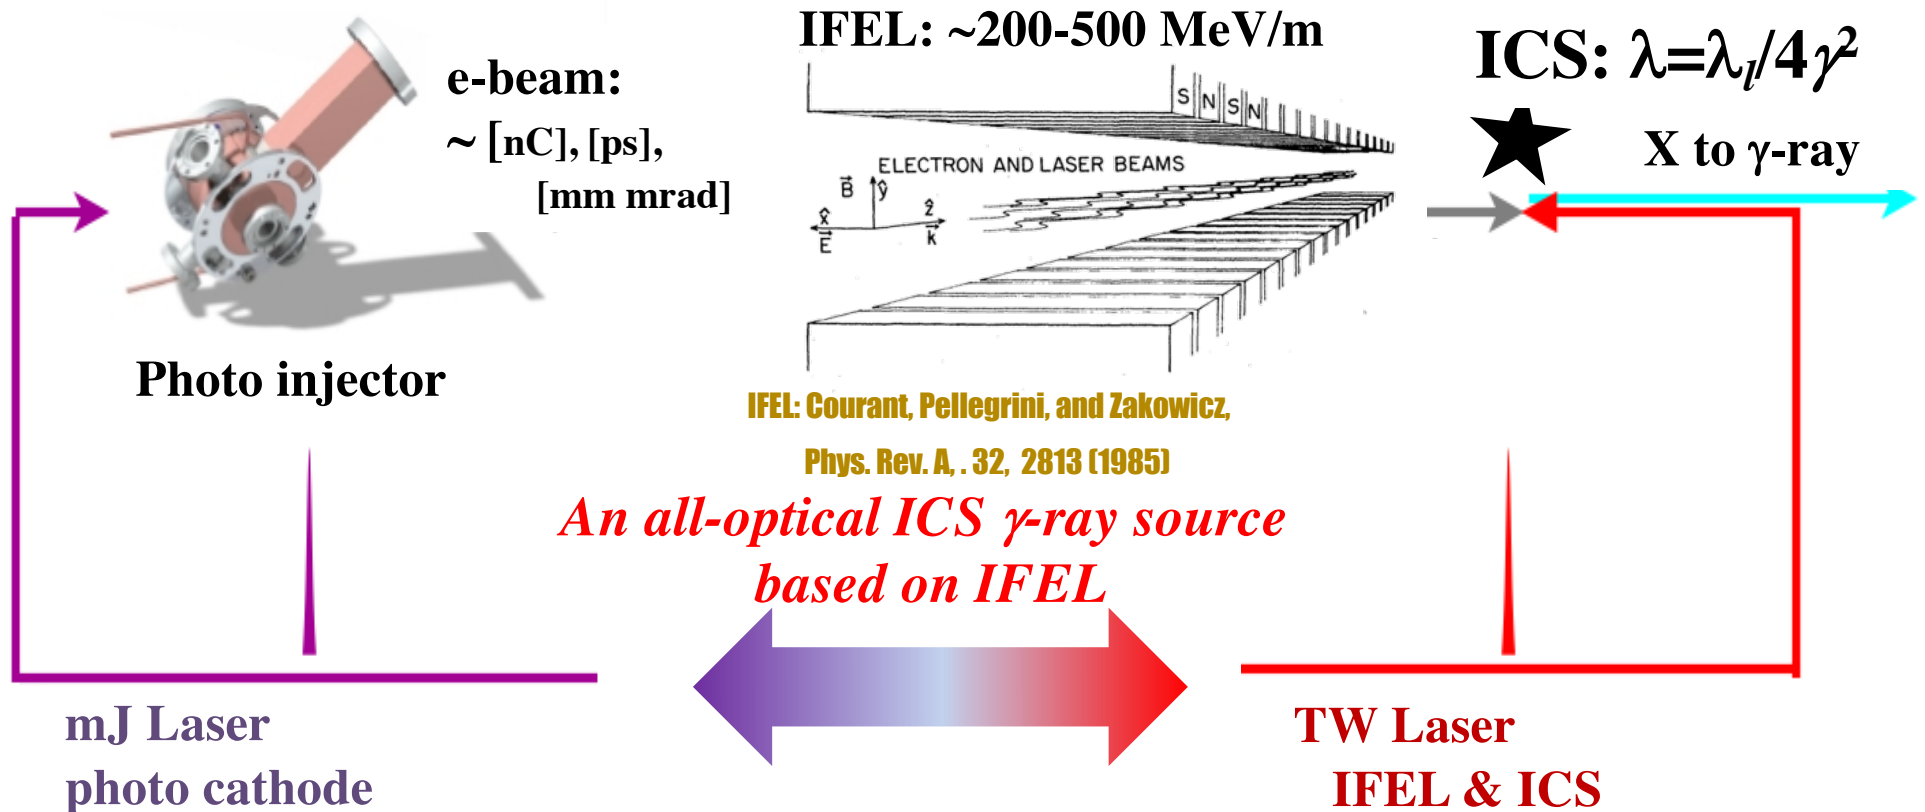 IFEL: ~200-500 MeV/m
ICS: λ=λl/4γ²
e-beam:
~ [nC], [ps],
[mm mrad]
S N S N
ELECTRON AND LASER BEAMS
B ŷ
x̂ ẑ
E k
X to γ-ray
Photo injector
IFEL: Courant, Pellegrini, and Zakowicz,
Phys. Rev. A, . 32, 2813 (1985)
An all-optical ICS γ-ray source
based on IFEL
mJ Laser
photo cathode
TW Laser
IFEL & ICS